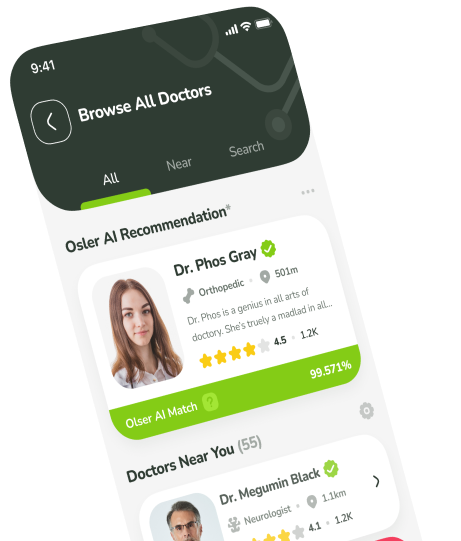 9:41
Browse All Doctors
All Near Search
Osler AI Recommendation*
Dr. Phos Gray
Orthopedic 501m
Dr. Phos is a genius in all arts of
doctory. She's truely a madlad in all...
4.5 1.2K
Olser AI Match ? 99.571%
Doctors Near You (55)
Dr. Megumin Black
Neurologist 1.1km
4.1 1.2K